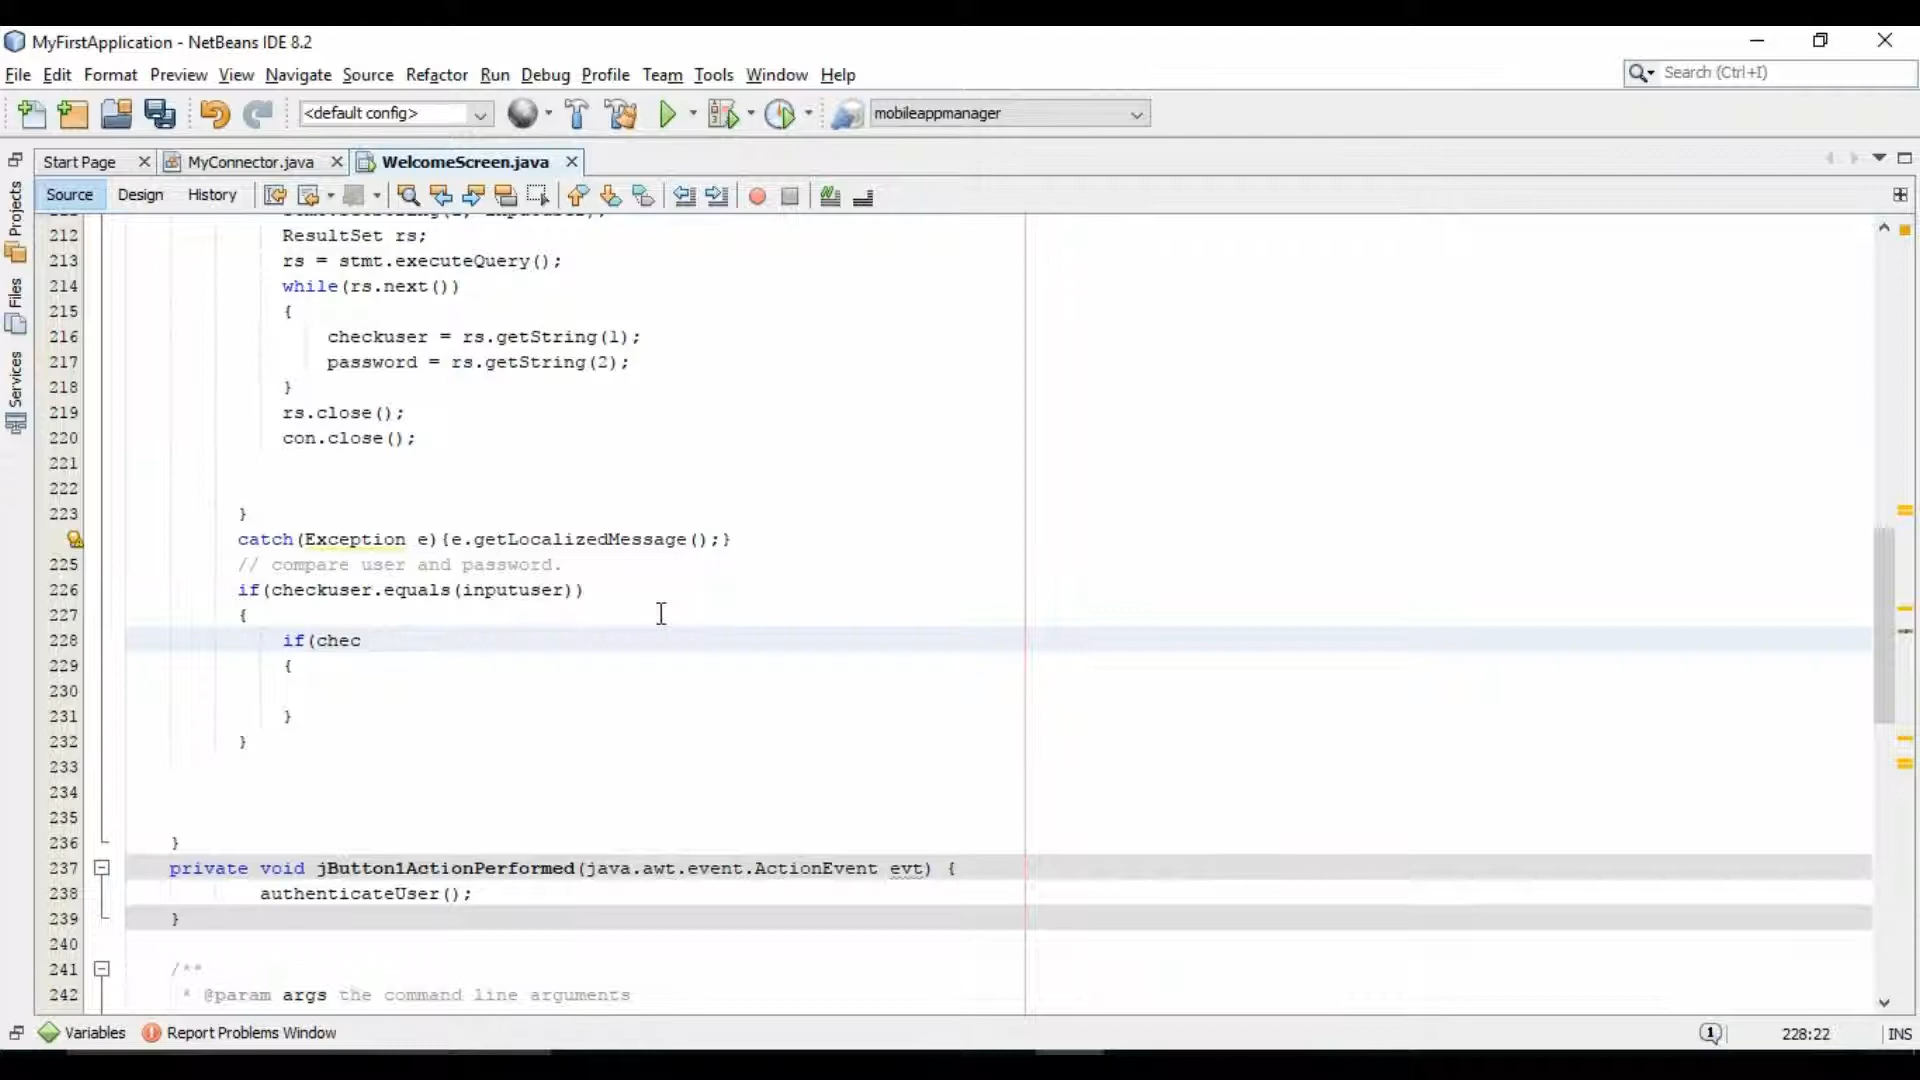 MyFirstApplication - NetBeans IDE 8.2
File Edit Format Preview View Navigate Source Refactor Run Debug Profile Team Tools Window Help
Search (Ctrl+I)
<default config>
mobileappmanager
Start Page
MyConnector.java
WelcomeScreen.java
Source Design History
Projects
Files
Services
212 ResultSet rs;
213 rs = stmt.executeQuery();
214 while(rs.next())
215 {
216 checkuser = rs.getString(1);
217 password = rs.getString(2);
218 }
219 rs.close();
220 con.close();
221
222
223 }
catch(Exception e){e.getLocalizedMessage();}
225 // compare user and password.
226 if(checkuser.equals(inputuser))
227 {
228 if(chec
229 {
230
231 }
232 }
233
234
235
236 }
237 private void jButton1ActionPerformed(java.awt.event.ActionEvent evt) {
238 authenticateUser();
239 }
240
241 /**
242 * @param args the command line arguments
Variables
Report Problems Window
1
228:22
INS